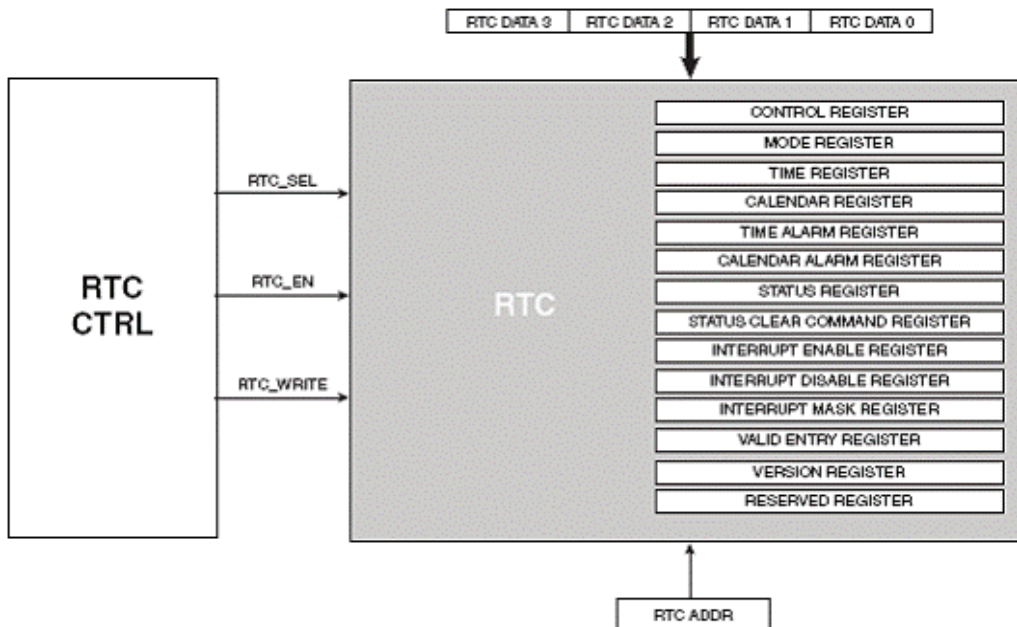 RTC DATA 3 RTC DATA 2 RTC DATA 1 RTC DATA 0
CONTROL REGISTER
MODE REGISTER
TIME REGISTER
RTC_SEL
CALENDAR REGISTER
TIME ALARM REGISTER
CALENDAR ALARM REGISTER
RTC CTRL
RTC_EN
RTC
STATUS REGISTER
STATUS CLEAR COMMAND REGISTER
INTERRUPT ENABLE REGISTER
RTC_WRITE
INTERRUPT DISABLE REGISTER
INTERRUPT MASK REGISTER
VALID ENTRY REGISTER
VERSION REGISTER
RESERVED REGISTER
RTC ADDR